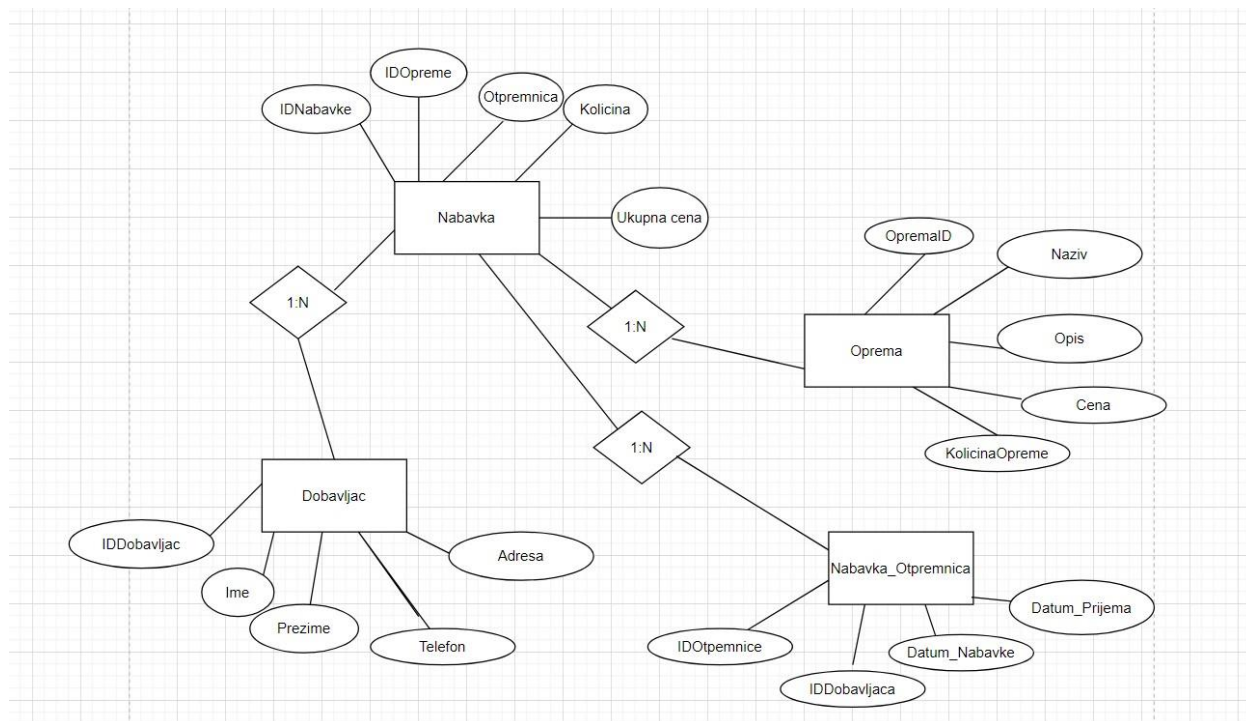 IDOpreme
Otpremnica
IDNabavke
Kolicina
Nabavka
Ukupna cena
OpremaID
Naziv
1:N
1:N
Opis
Oprema
Cena
1:N
KolicinaOpreme
Dobavljac
IDDobavljac
Adresa
Nabavka_Otpremnica
Ime
Datum_Prijema
Prezime
Telefon
IDOtpemnice
Datum_Nabavke
IDDobavljaca